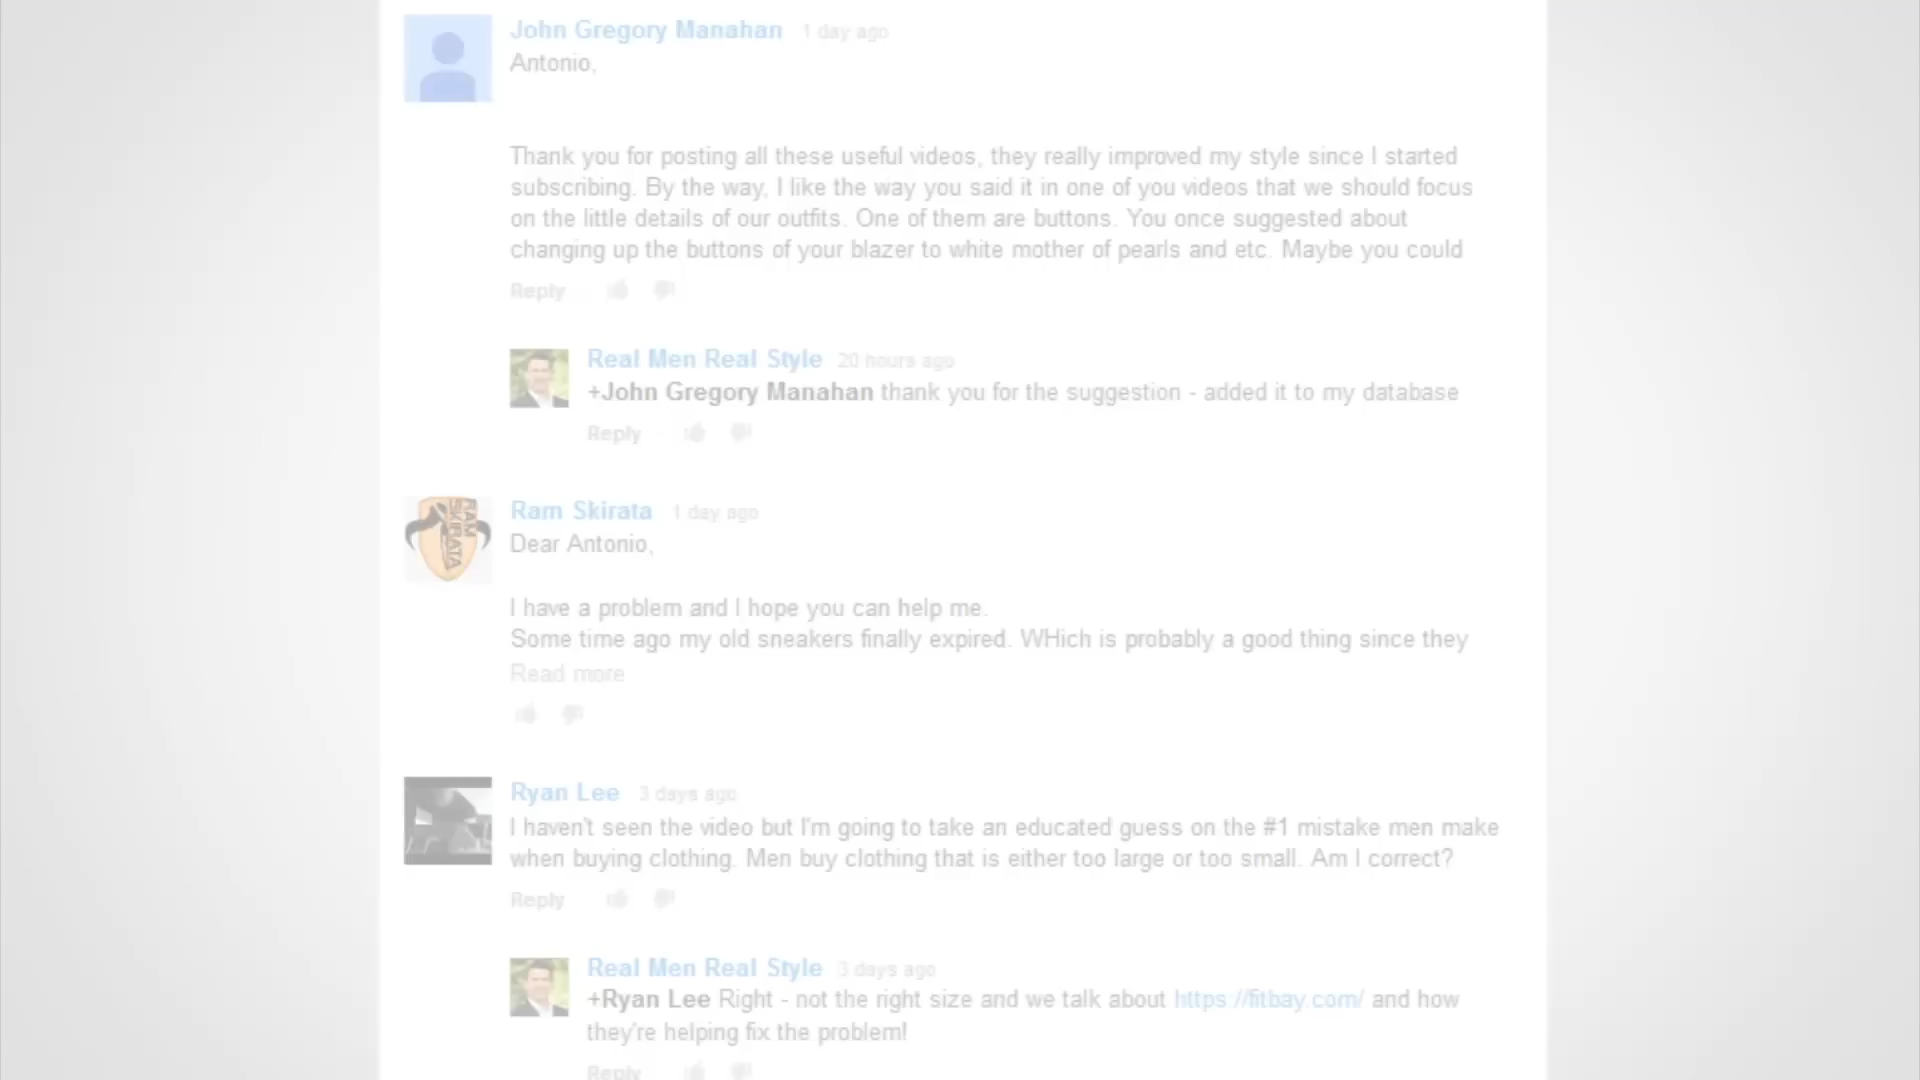 John Gregory Manahan 1 day ago
Antonio,
Thank you for posting all these useful videos, they really improved my style since I started
subscribing. By the way, I like the way you said it in one of you videos that we should focus
on the little details of our outfits. One of them are buttons. You once suggested about
changing up the buttons of your blazer to white mother of pearls and etc. Maybe you could
Reply
Real Men Real Style 20 hours ago
+John Gregory Manahan thank you for the suggestion - added it to my database
Reply
RAM
SKIRATA
Ram Skirata 1 day ago
Dear Antonio,
I have a problem and I hope you can help me.
Some time ago my old sneakers finally expired. WHich is probably a good thing since they
Read more
Ryan Lee 3 days ago
I haven't seen the video but I'm going to take an educated guess on the #1 mistake men make
when buying clothing. Men buy clothing that is either too large or too small. Am I correct?
Reply
Real Men Real Style 3 days ago
+Ryan Lee Right - not the right size and we talk about https://fitbay.com/ and how
they're helping fix the problem!
Reply